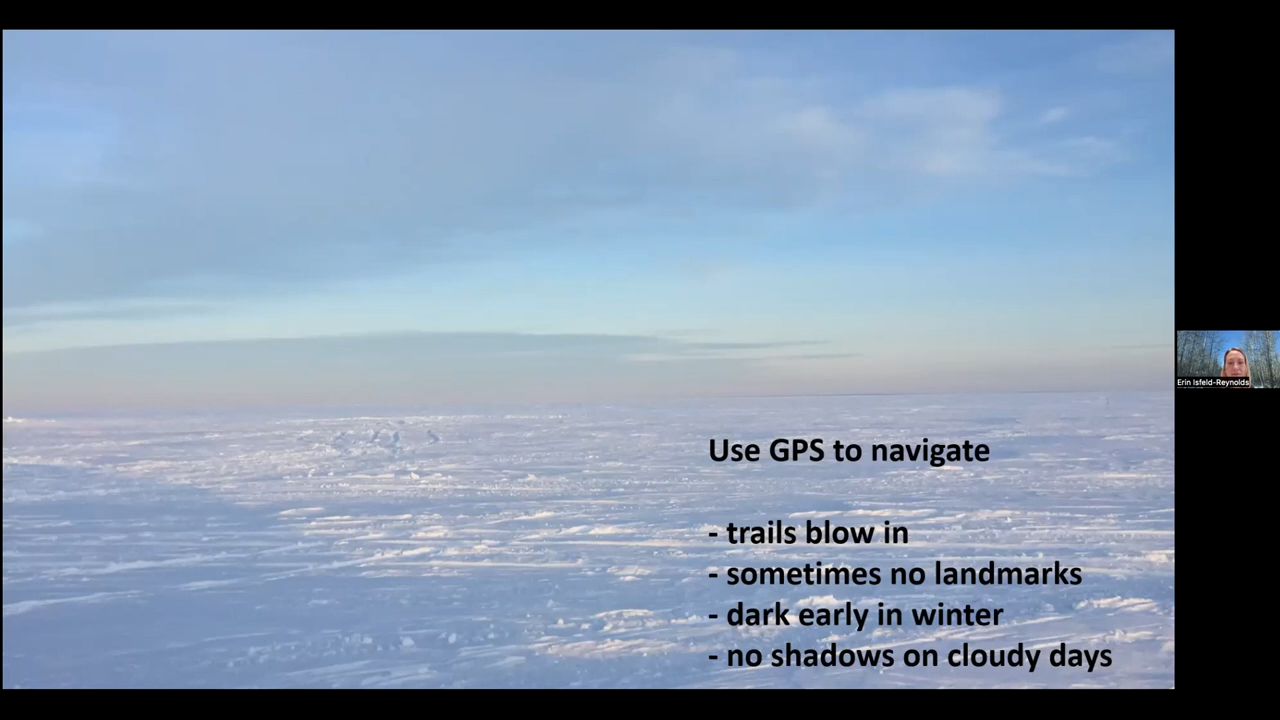 Use GPS to navigate
- trails blow in
- sometimes no landmarks
- dark early in winter
- no shadows on cloudy days
Erin Isfeld-Reynolds